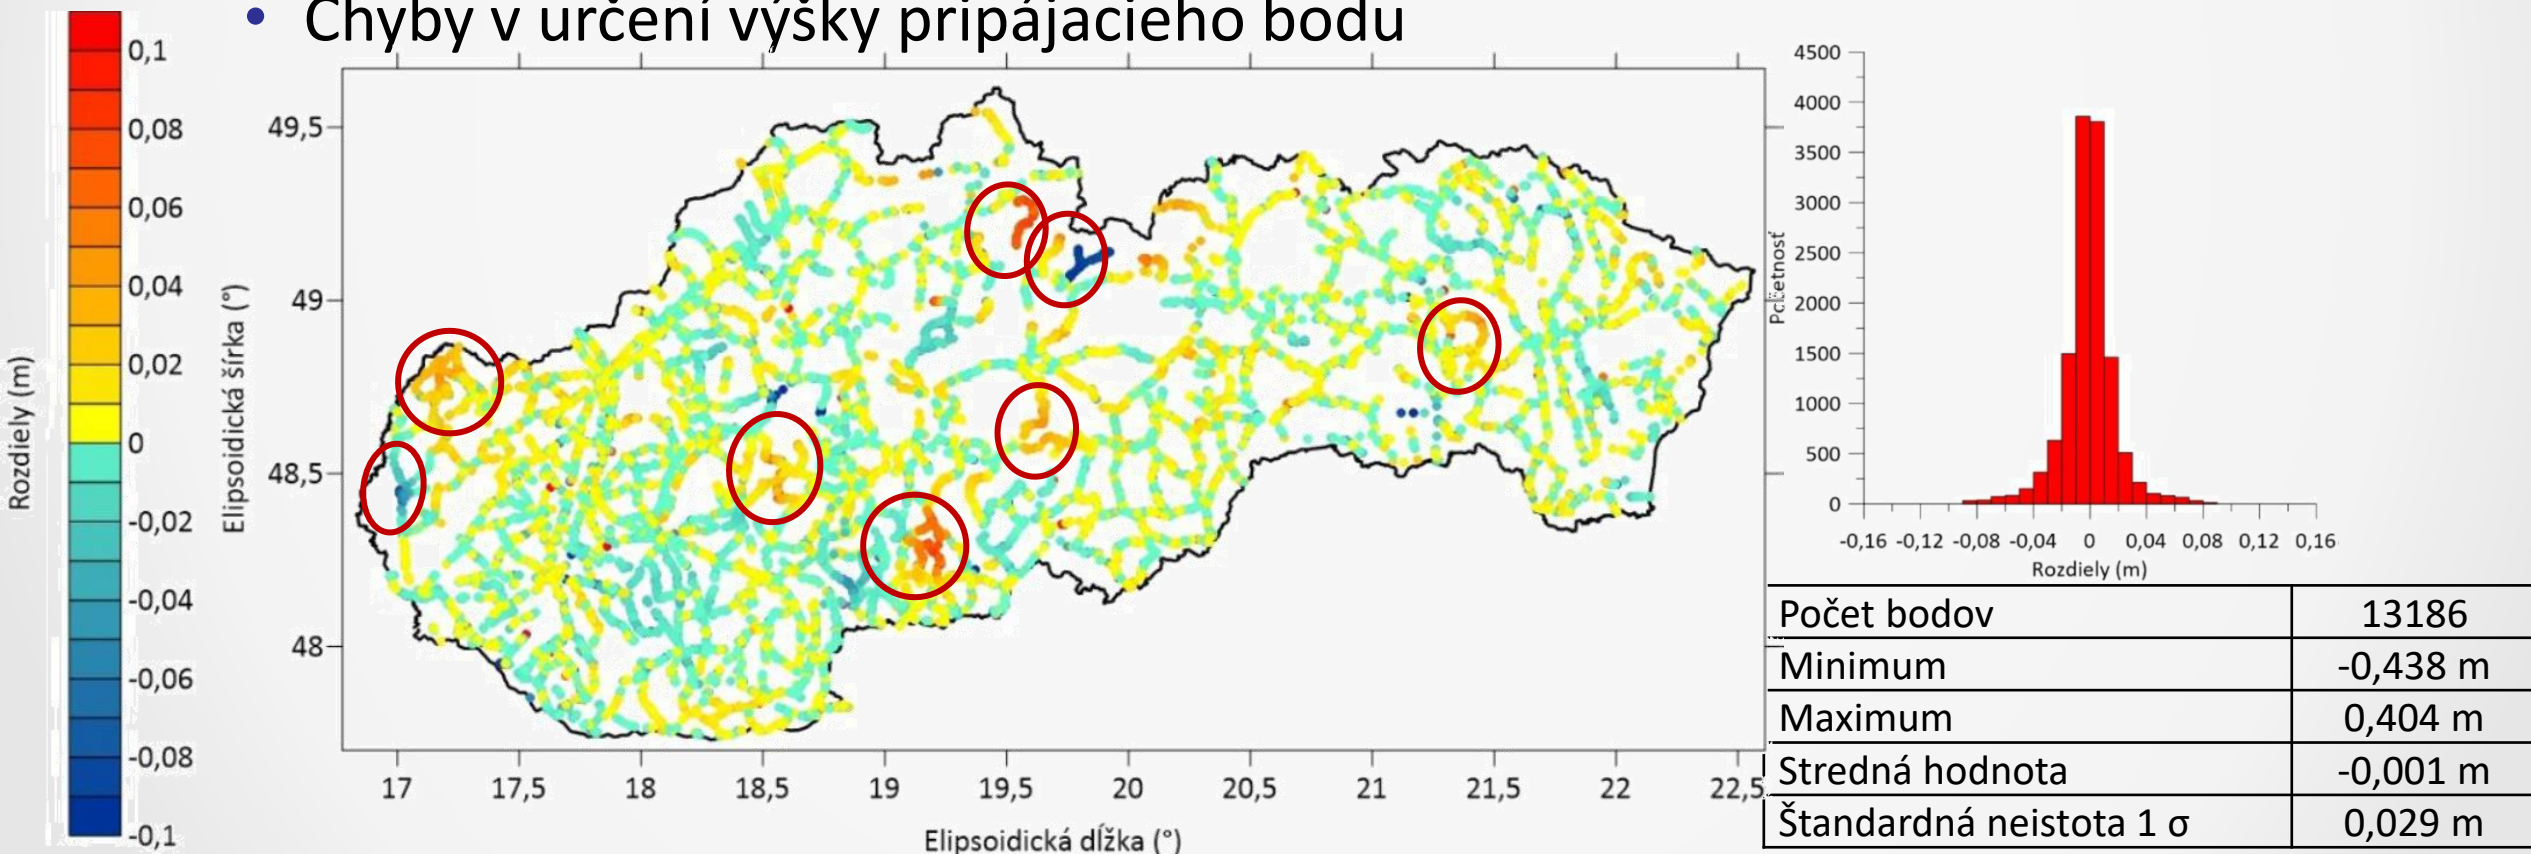 • Chyby v určení výšky pripájacieho bodu
0,1
0,08
0,06
0,04
0,02
0
-0,02
-0,04
-0,06
-0,08
-0,1
Rozdiely (m)
49,5
49
48,5
48
Elipsoidická šírka (°)
17 17,5 18 18,5 19 19,5 20 20,5 21 21,5 22 22,5
Elipsoidická dĺžka (°)
4500
4000
3500
3000
2500
2000
1500
1000
500
0
-0,16 -0,12 -0,08 -0,04 0 0,04 0,08 0,12 0,16
Rozdiely (m)
Počet bodov 13186
Minimum -0,438 m
Maximum 0,404 m
Stredná hodnota -0,001 m
Štandardná neistota 1 σ 0,029 m